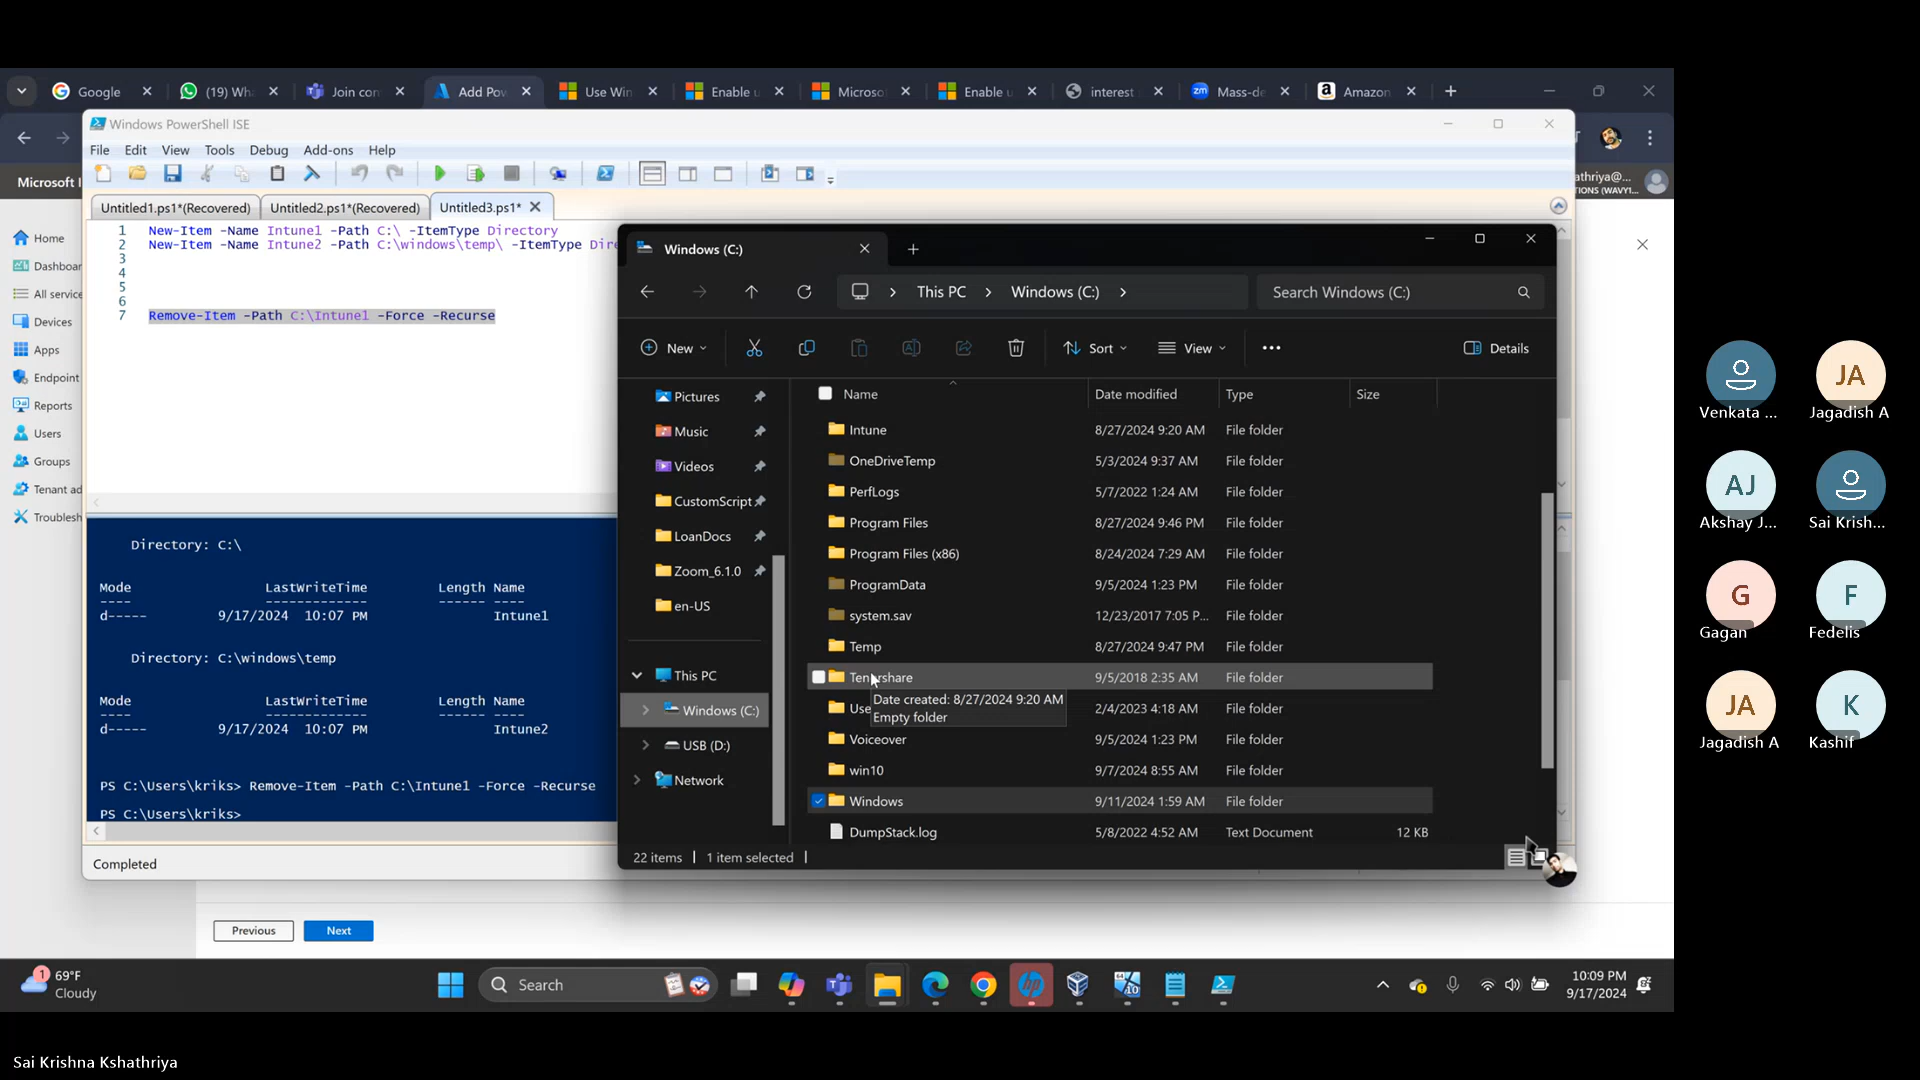 Google
(19) Wha
Join con
Add Pow
Use Win
Enable u
Microso
Enable u
interest
Mass-de
Amazon
Windows PowerShell ISE
File Edit View Tools Debug Add-ons Help
Microsoft I
athriya@...
TIONS (WAVY1...
Untitled1.ps1*(Recovered)
Untitled2.ps1*(Recovered)
Untitled3.ps1*
1 New-Item -Name Intune1 -Path C:\ -ItemType Directory
2 New-Item -Name Intune2 -Path C:\windows\temp\ -ItemType Dire
3
4
5
6
7 Remove-Item -Path C:\Intune1 -Force -Recurse
Home
Dashboar
All service
Devices
Apps
Endpoint
Reports
Users
Groups
Tenant ad
Troublesh
Directory: C:\
Mode LastWriteTime Length Name
---- ------------- ------ ----
d----- 9/17/2024 10:07 PM Intune1
Directory: C:\windows\temp
Mode LastWriteTime Length Name
---- ------------- ------ ----
d----- 9/17/2024 10:07 PM Intune2
PS C:\Users\kriks> Remove-Item -Path C:\Intune1 -Force -Recurse
PS C:\Users\kriks>
Completed
Previous
Next
Windows (C:)
This PC > Windows (C:) >
Search Windows (C:)
New
Sort
View
Details
Pictures
Music
Videos
CustomScript
LoanDocs
Zoom_6.1.0
en-US
This PC
Windows (C:)
USB (D:)
Network
Name Date modified Type Size
Intune 8/27/2024 9:20 AM File folder
OneDriveTemp 5/3/2024 9:37 AM File folder
PerfLogs 5/7/2022 1:24 AM File folder
Program Files 8/27/2024 9:46 PM File folder
Program Files (x86) 8/24/2024 7:29 AM File folder
ProgramData 9/5/2024 1:23 PM File folder
system.sav 12/23/2017 7:05 P... File folder
Temp 8/27/2024 9:47 PM File folder
Tenorshare 9/5/2018 2:35 AM File folder
Date created: 8/27/2024 9:20 AM
Empty folder
Use 2/4/2023 4:18 AM File folder
Voiceover 9/5/2024 1:23 PM File folder
win10 9/7/2024 8:55 AM File folder
Windows 9/11/2024 1:59 AM File folder
DumpStack.log 5/8/2022 4:52 AM Text Document 12 KB
22 items
1 item selected
1
69°F
Cloudy
Search
10:09 PM
9/17/2024
Venkata ...
JA
Jagadish A
AJ
Akshay J...
Sai Krish...
G
Gagan
F
Fedelis
JA
Jagadish A
K
Kashif
Sai Krishna Kshathriya